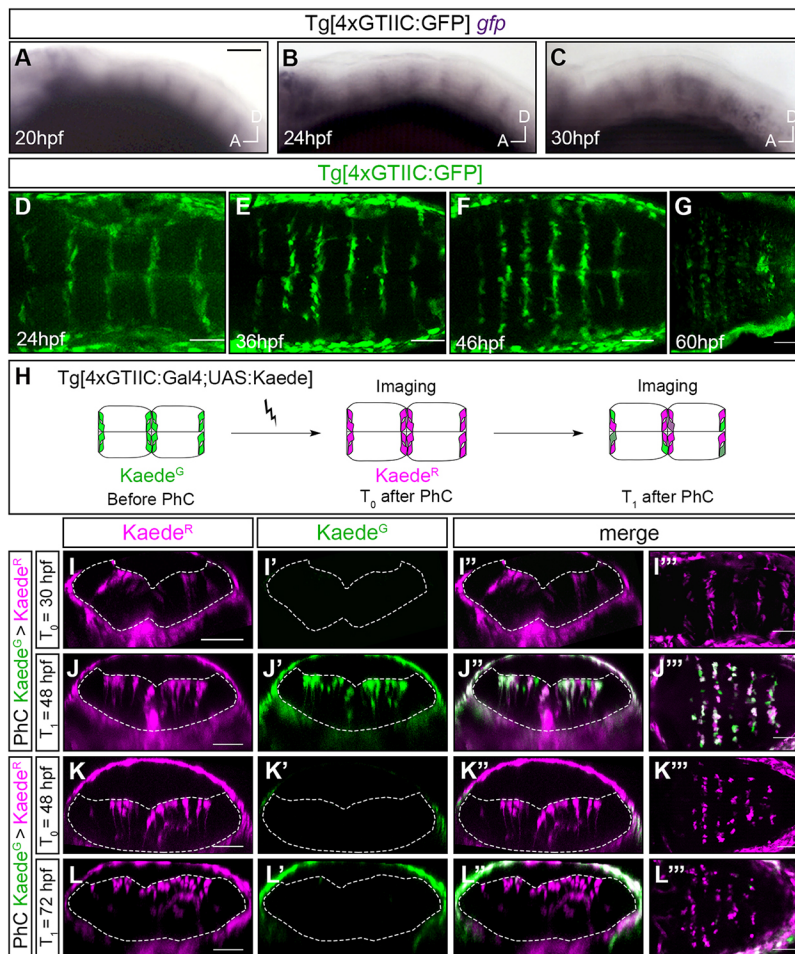 Tg[4xGTIIC:GFP] gfp
A B C
D D D
A A A
20hpf 24hpf 30hpf
Tg[4xGTIIC:GFP]
D E F G
24hpf 36hpf 46hpf 60hpf
H Tg[4xGTIIC:Gal4;UAS:Kaede]
Imaging Imaging
Kaedeᴳ Kaedeᴿ
Before PhC T₀ after PhC T₁ after PhC
Kaedeᴿ Kaedeᴳ merge
PhC Kaedeᴳ > Kaedeᴿ
T₀ = 30 hpf
I I' I'' I'''
T₁ = 48 hpf
J J' J'' J'''
PhC Kaedeᴳ > Kaedeᴿ
T₀ = 48 hpf
K K' K'' K'''
T₁ = 72 hpf
L L' L'' L'''